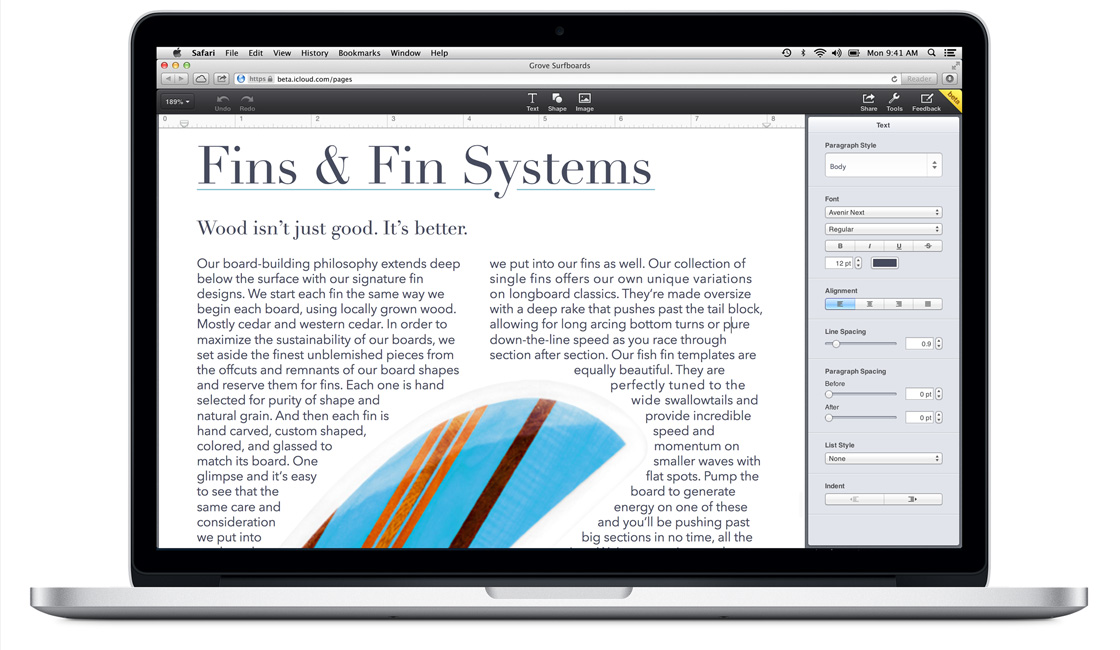 Safari File Edit View History Bookmarks Window Help
Mon 9:41 AM
Grove Surfboards
https beta.icloud.com/pages
Reader
189%
Undo Redo
Text Shape Image
Share Tools Feedback
beta
0 1 2 3 4 5 6 7 8
Fins & Fin Systems
Wood isn’t just good. It’s better.
Our board-building philosophy extends deep
below the surface with our signature fin
designs. We start each fin the same way we
begin each board, using locally grown wood.
Mostly cedar and western cedar. In order to
maximize the sustainability of our boards, we
set aside the finest unblemished pieces from
the offcuts and remnants of our board shapes
and reserve them for fins. Each one is hand
selected for purity of shape and
natural grain. And then each fin is
hand carved, custom shaped,
colored, and glassed to
match its board. One
glimpse and it’s easy
to see that the
same care and
consideration
we put into
we put into our fins as well. Our collection of
single fins offers our own unique variations
on longboard classics. They’re made oversize
with a deep rake that pushes past the tail block,
allowing for long arcing bottom turns or pure
down-the-line speed as you race through
section after section. Our fish fin templates are
equally beautiful. They are
perfectly tuned to the
wide swallowtails and
provide incredible
speed and
momentum on
smaller waves with
flat spots. Pump the
board to generate
energy on one of these
and you’ll be pushing past
big sections in no time, all the
Text
Paragraph Style
Body
Font
Avenir Next
Regular
B I U S
12 pt
Alignment
Line Spacing
0.9
Paragraph Spacing
Before
0 pt
After
0 pt
List Style
None
Indent